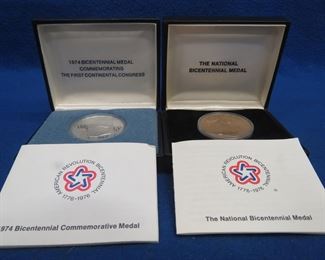 1974 BICENTENNIAL MEDAL
COMMEMORATING
THE FIRST CONTINENTAL CONGRESS
THE NATIONAL
BICENTENNIAL MEDAL
AMERICAN REVOLUTION BICENTENNIAL
1776-1976
1974 Bicentennial Commemorative Medal
AMERICAN REVOLUTION BICENTENNIAL
1776-1976
The National Bicentennial Medal